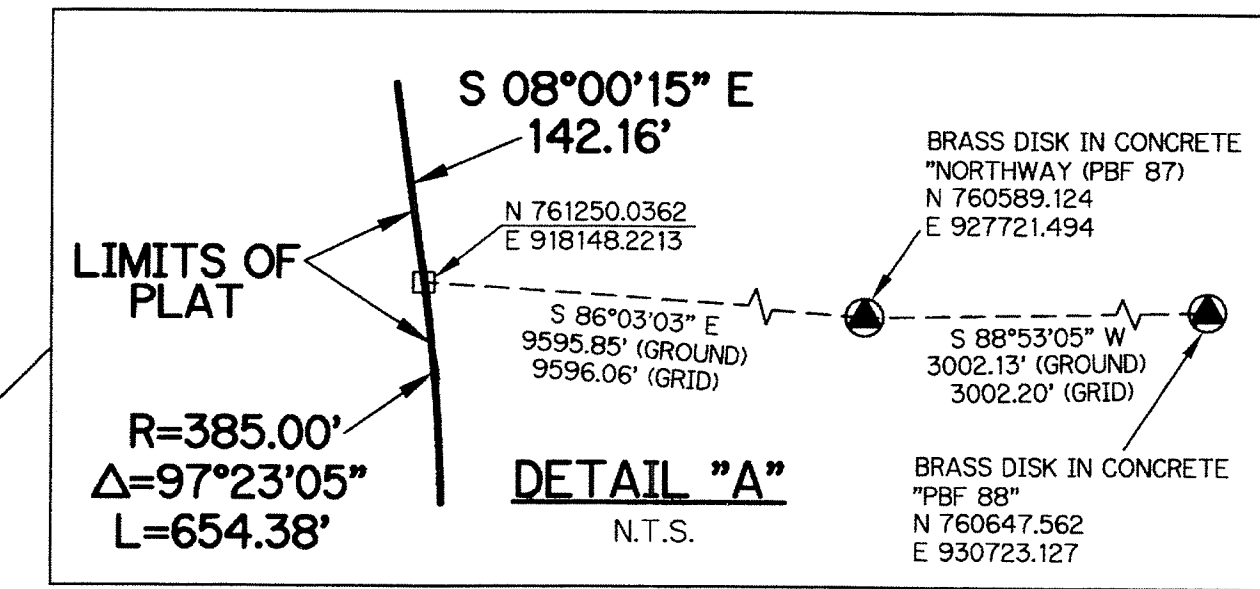 S 08°00'15" E
142.16'
BRASS DISK IN CONCRETE
"NORTHWAY (PBF 87)
N 760589.124
E 927721.494
N 761250.0362
E 918148.2213
LIMITS OF
PLAT
S 86°03'03" E
9595.85' (GROUND)
9596.06' (GRID)
S 88°53'05" W
3002.13' (GROUND)
3002.20' (GRID)
R=385.00'
Δ=97°23'05"
L=654.38'
DETAIL "A"
N.T.S.
BRASS DISK IN CONCRETE
"PBF 88"
N 760647.562
E 930723.127